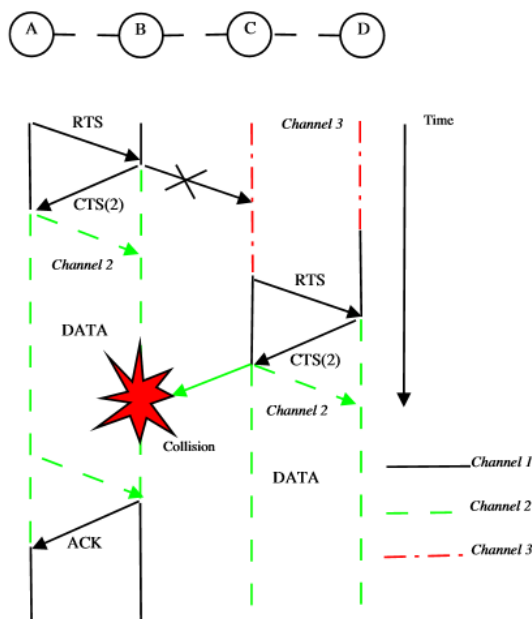 A B C D
Channel 3
Time
RTS
CTS(2)
Channel 2
RTS
DATA
CTS(2)
Channel 2
Collision
DATA
Channel 1
Channel 2
ACK
Channel 3